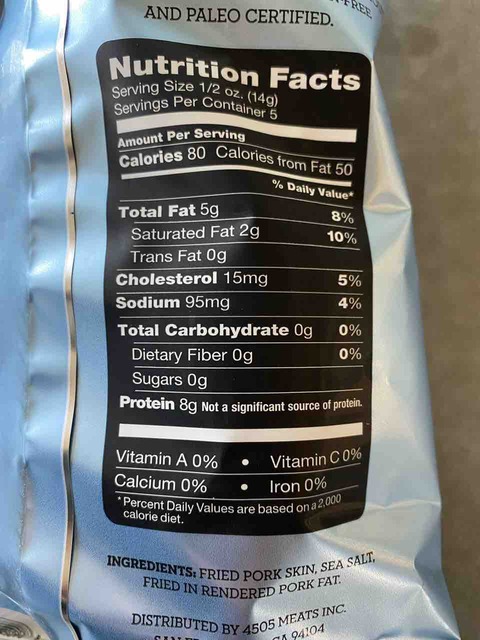 -FREE
AND PALEO CERTIFIED.
Nutrition Facts
Serving Size 1/2 oz. (14g)
Servings Per Container 5
Amount Per Serving
Calories 80 Calories from Fat 50
% Daily Value*
Total Fat 5g 8%
Saturated Fat 2g 10%
Trans Fat 0g
Cholesterol 15mg 5%
Sodium 95mg 4%
Total Carbohydrate 0g 0%
Dietary Fiber 0g 0%
Sugars 0g
Protein 8g Not a significant source of protein.
Vitamin A 0% • Vitamin C 0%
Calcium 0% • Iron 0%
*Percent Daily Values are based on a 2,000
calorie diet.
INGREDIENTS: FRIED PORK SKIN, SEA SALT,
FRIED IN RENDERED PORK FAT.
DISTRIBUTED BY 4505 MEATS INC.
CA 94104